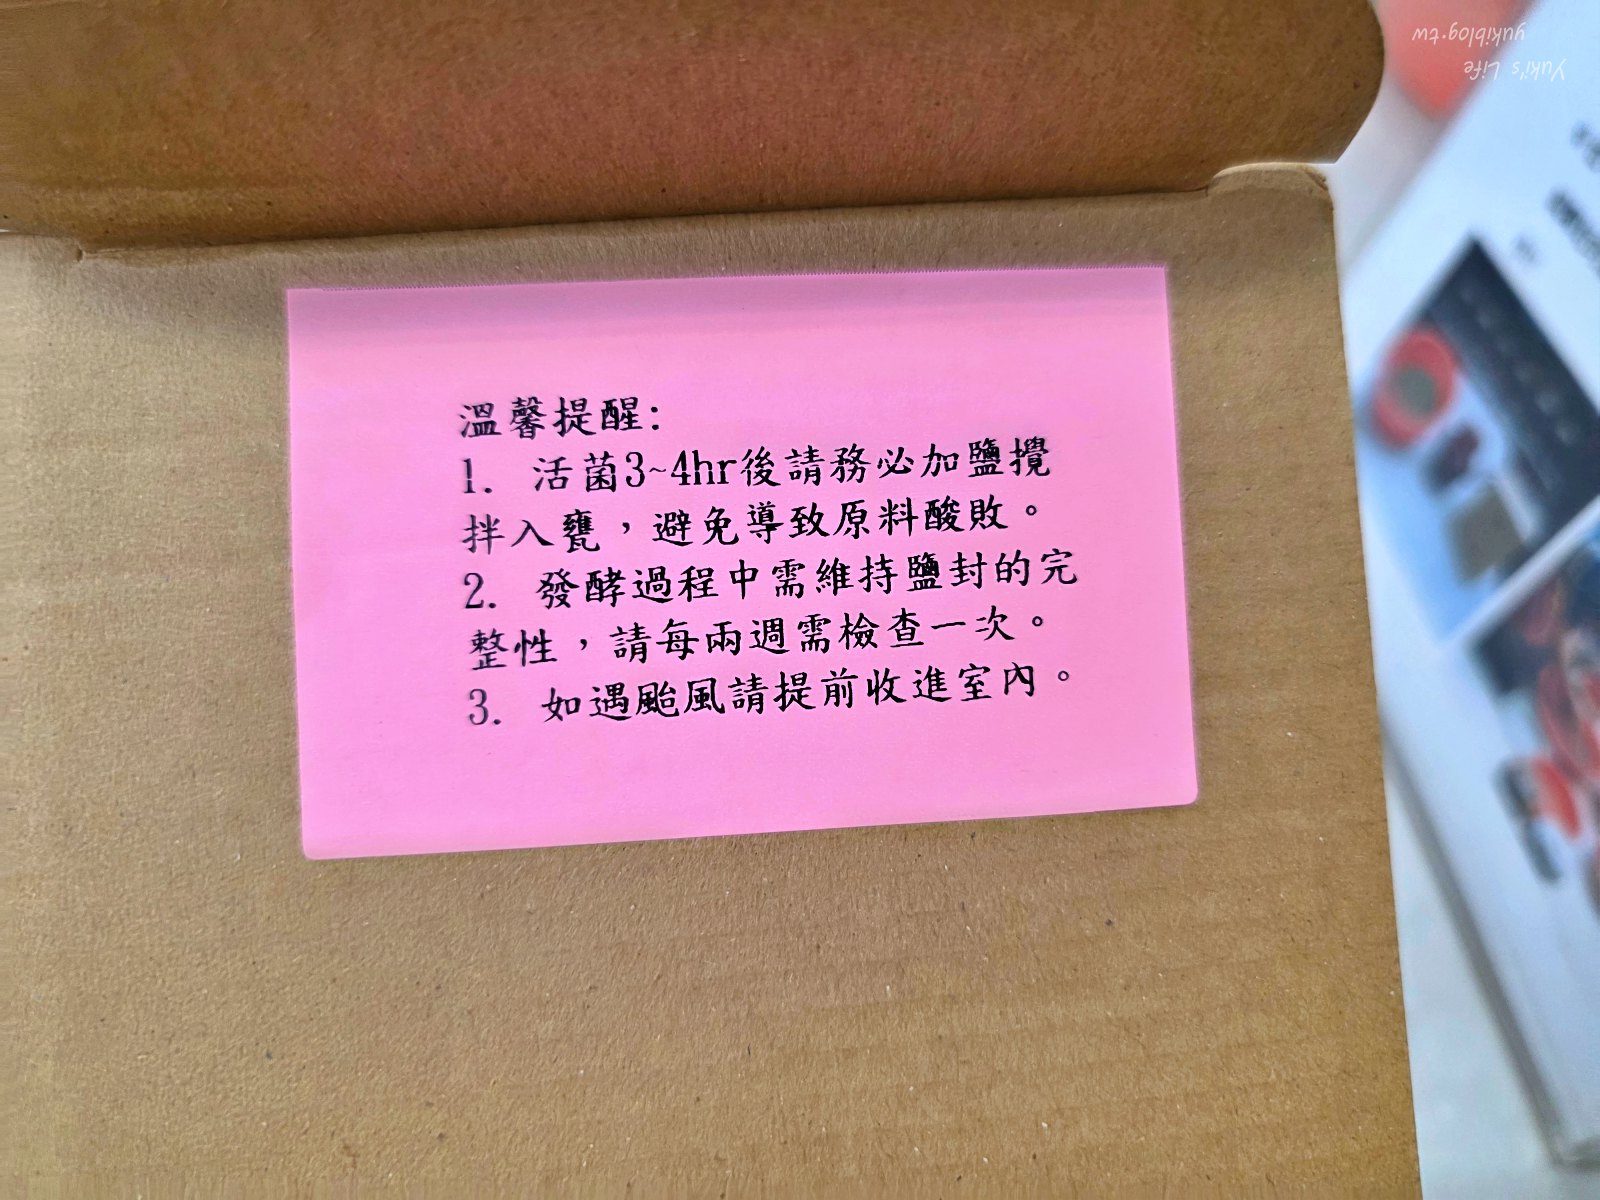 溫馨提醒:
1. 活菌3~4hr後請務必加鹽攪
拌入甕，避免導致原料酸敗。
2. 發酵過程中需維持鹽封的完
整性，請每兩週需檢查一次。
3. 如遇颱風請提前收進室內。
Yuki's Life
yukiblog.tw